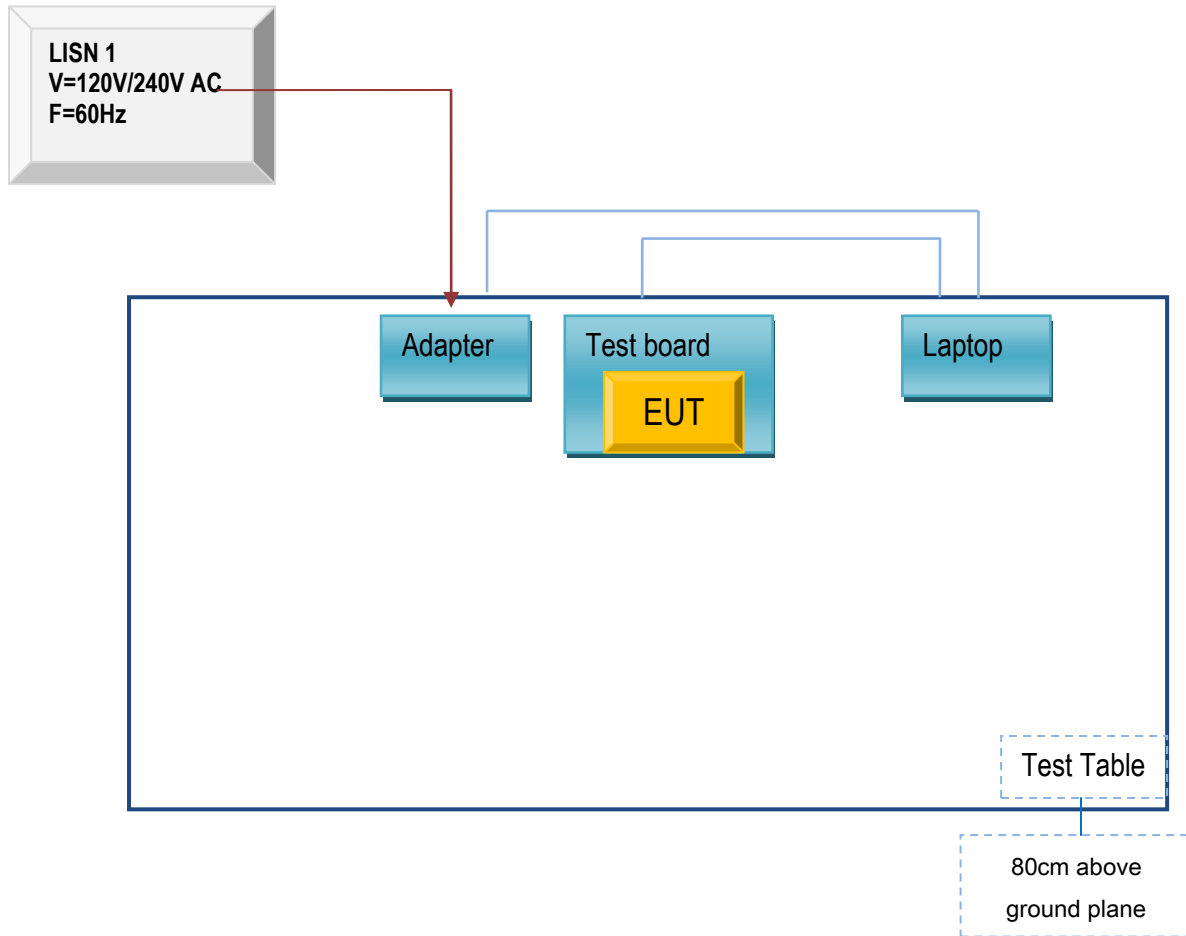 LISN 1
V=120V/240V AC
F=60Hz
Adapter
Test board
Laptop
EUT
Test Table
80cm above
ground plane